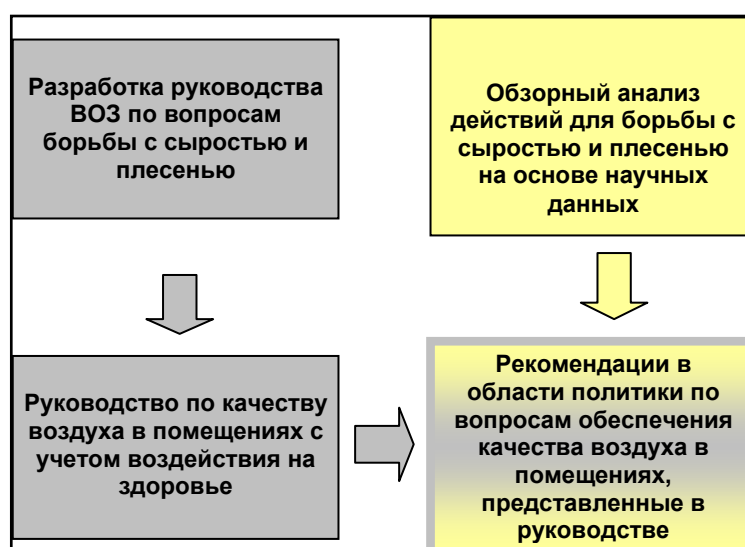 Разработка руководства
ВОЗ по вопросам
борьбы с сыростью и
плесенью
Обзорный анализ
действий для борьбы с
сыростью и плесенью
на основе научных
данных
Руководство по качеству
воздуха в помещениях с
учетом воздействия на
здоровье
Рекомендации в
области политики по
вопросам обеспечения
качества воздуха в
помещениях,
представленные в
руководстве